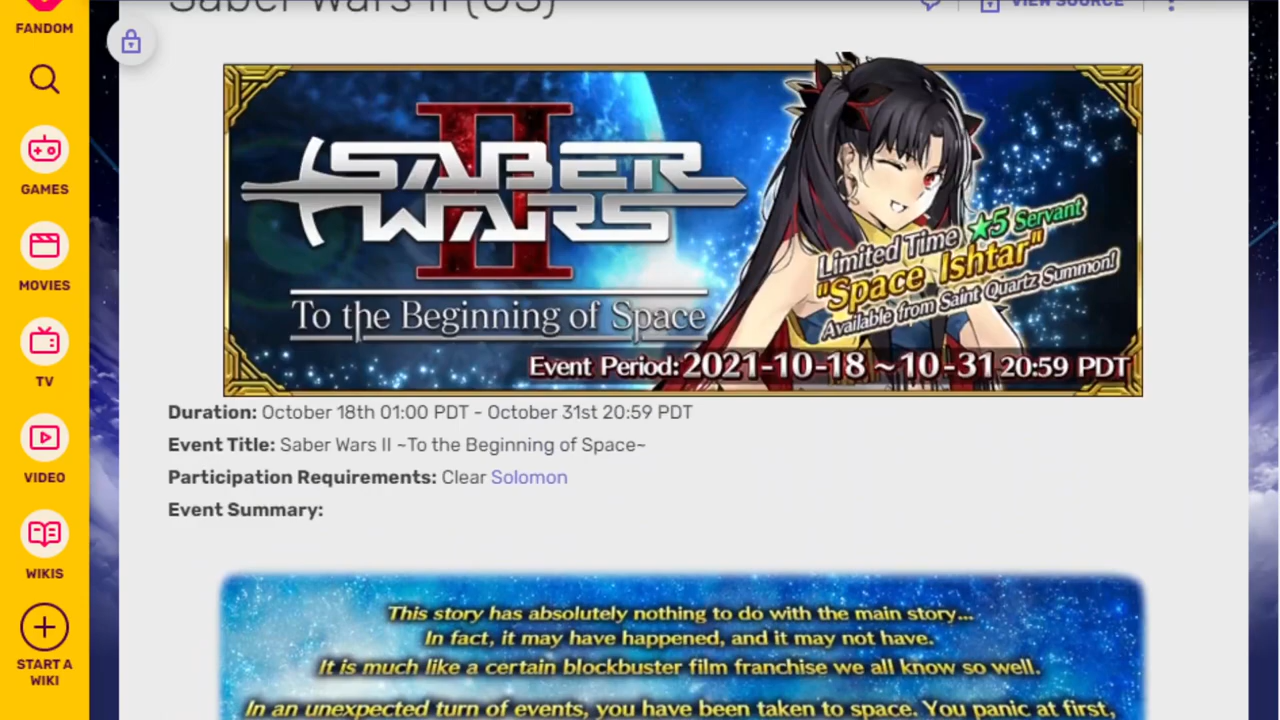 Saber Wars II (US)
VIEW SOURCE
FANDOM
GAMES
MOVIES
TV
VIDEO
WIKIS
START A
WIKI
II
SABER
WARS
To the Beginning of Space
Limited Time ★5 Servant
"Space Ishtar"
Available from Saint Quartz Summon!
Event Period: 2021-10-18 ~ 10-31 20:59 PDT
Duration: October 18th 01:00 PDT - October 31st 20:59 PDT
Event Title: Saber Wars II ~To the Beginning of Space~
Participation Requirements: Clear Solomon
Event Summary:
This story has absolutely nothing to do with the main story...
In fact, it may have happened, and it may not have.
It is much like a certain blockbuster film franchise we all know so well.
In an unexpected turn of events, you have been taken to space. You panic at first,